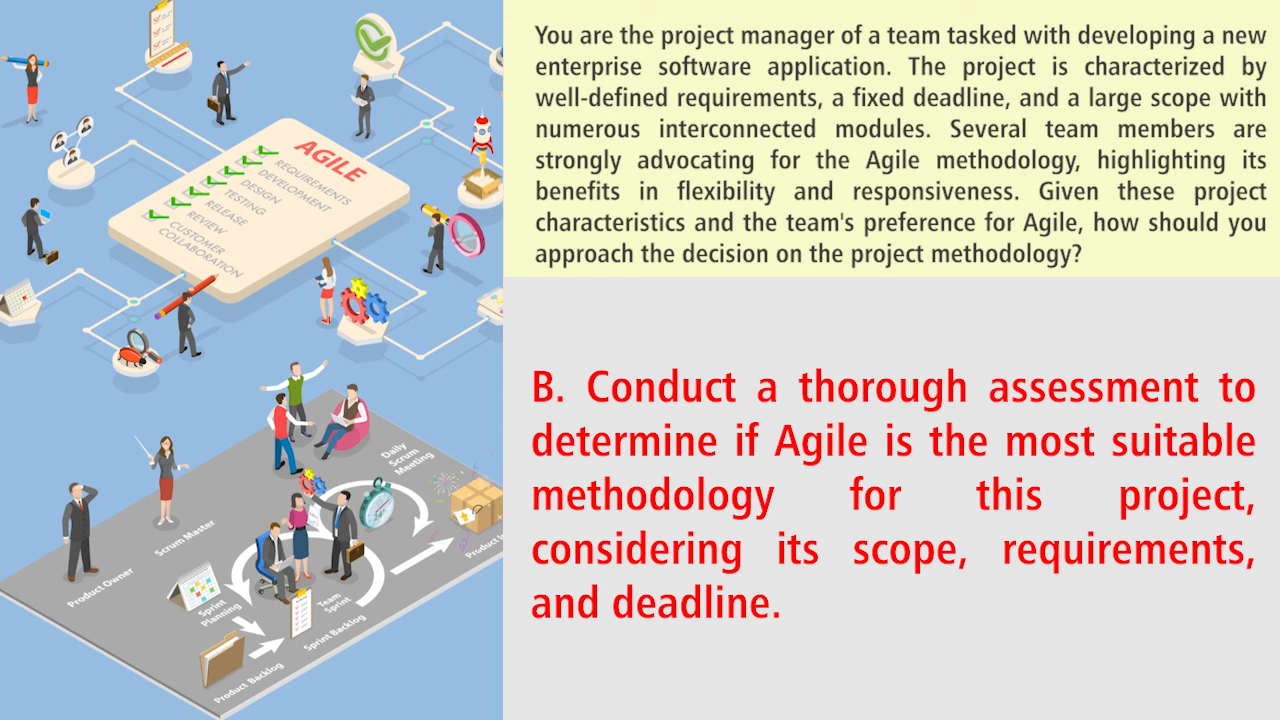 AGILE
REQUIREMENTS
DEVELOPMENT
DESIGN
TESTING
RELEASE
REVIEW
CUSTOMER
COLLABORATION
Daily
Scrum
Meeting
Scrum Master
Product Owner
Product
Sprint
Planning
Team
Sprint
Sprint Backlog
Product Backlog
You are the project manager of a team tasked with developing a new
enterprise software application. The project is characterized by
well-defined requirements, a fixed deadline, and a large scope with
numerous interconnected modules. Several team members are
strongly advocating for the Agile methodology, highlighting its
benefits in flexibility and responsiveness. Given these project
characteristics and the team's preference for Agile, how should you
approach the decision on the project methodology?
B. Conduct a thorough assessment to
determine if Agile is the most suitable
methodology for this project,
considering its scope, requirements,
and deadline.